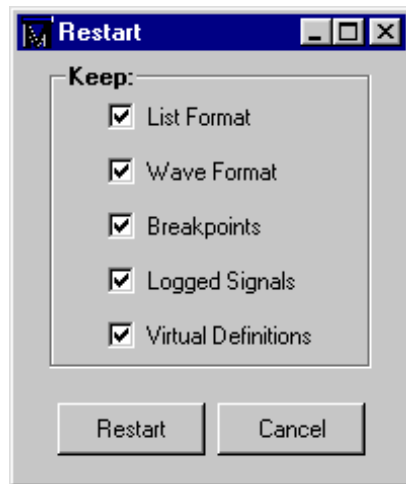 Restart
Keep:
List Format
Wave Format
Breakpoints
Logged Signals
Virtual Definitions
Restart
Cancel